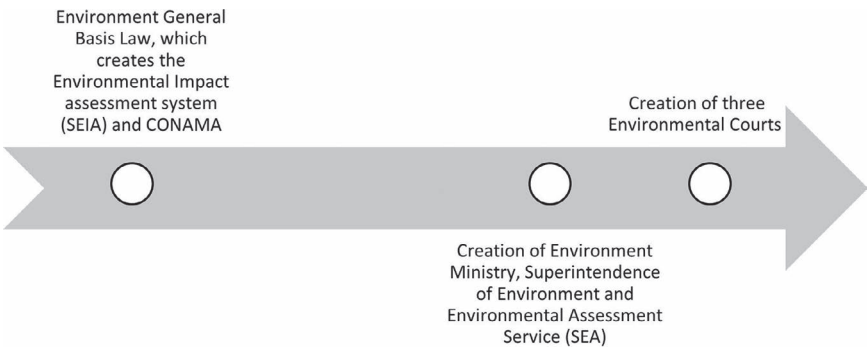 Environment General
Basis Law, which
creates the
Environmental Impact
assessment system
(SEIA) and CONAMA
Creation of three
Environmental Courts
Creation of Environment
Ministry, Superintendence
of Environment and
Environmental Assessment
Service (SEA)